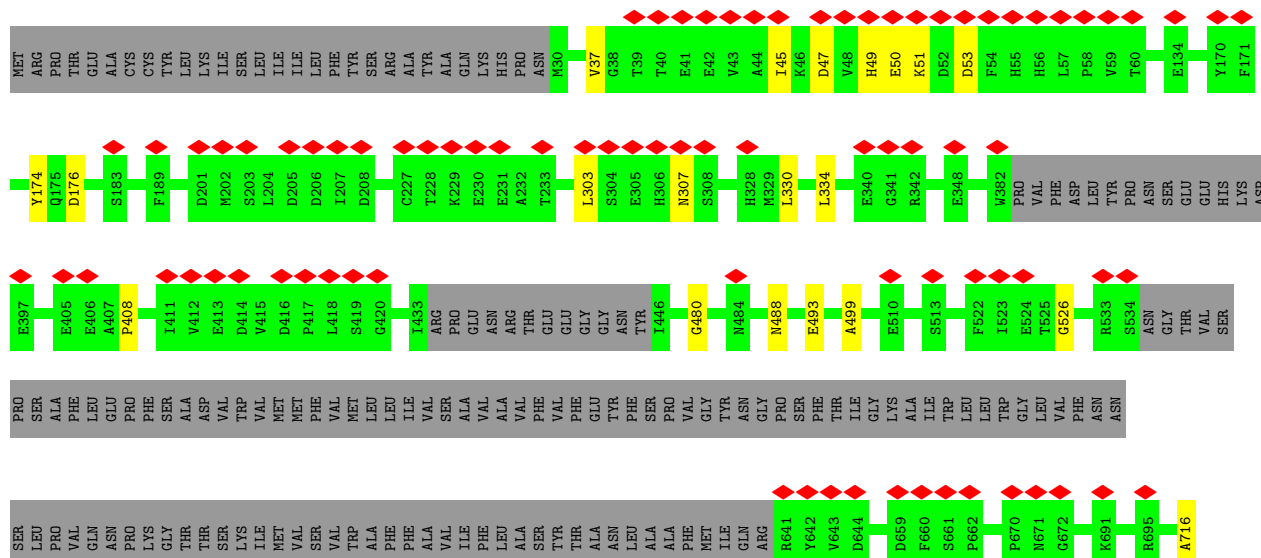 MET ARG PRO THR GLU ALA CYS CYS TYR LEU LYS ILE SER LEU ILE ILE LEU PHE TYR SER ARG ALA TYR ALA GLN LYS HIS PRO ASN M30 V37 G38 T39 T40 E41 E42 V43 A44 I45 K46 D47 V48 H49 E50 K51 D52 D53 F54 H55 H56 L57 P58 V59 T60 E134 Y170 F171
Y174 Q175 D176 S183 F189 D201 M202 S203 L204 D205 D206 I207 D208 C227 T228 K229 E230 E231 A232 T233 L303 S304 E305 H306 N307 S308 H328 M329 L330 L334 E340 G341 R342 E348 W382 PRO VAL PHE ASP LEU TYR PRO ASN SER GLU GLU HIS LYS ASP
E397 E405 E406 A407 P408 I411 V412 E413 D414 V415 D416 P417 L418 S419 G420 I433 ARG PRO GLU ASN ARG THR GLU GLU GLY GLY ASN TYR I446 G480 N484 N488 E493 A499 E510 S513 F522 I523 E524 T525 G526 R533 S534 ASN GLY THR VAL SER
PRO SER ALA PHE LEU GLU PRO PHE SER ALA ASP VAL TRP VAL MET MET PHE VAL MET LEU LEU ILE VAL SER ALA VAL ALA VAL PHE VAL PHE GLU TYR PHE SER PRO VAL GLY TYR ASN GLY PRO SER PHE THR ILE GLY LYS ALA ILE TRP LEU LEU TRP GLY LEU VAL PHE ASN ASN
SER LEU PRO VAL GLN ASN PRO LYS GLY THR THR SER LYS ILE MET VAL SER VAL TRP ALA PHE PHE ALA VAL ILE PHE LEU ALA SER TYR THR ALA ASN LEU ALA ALA PHE MET ILE GLN ARG R641 Y642 V643 D644 D659 F660 S661 P662 P670 N671 G672 K691 R695 A716